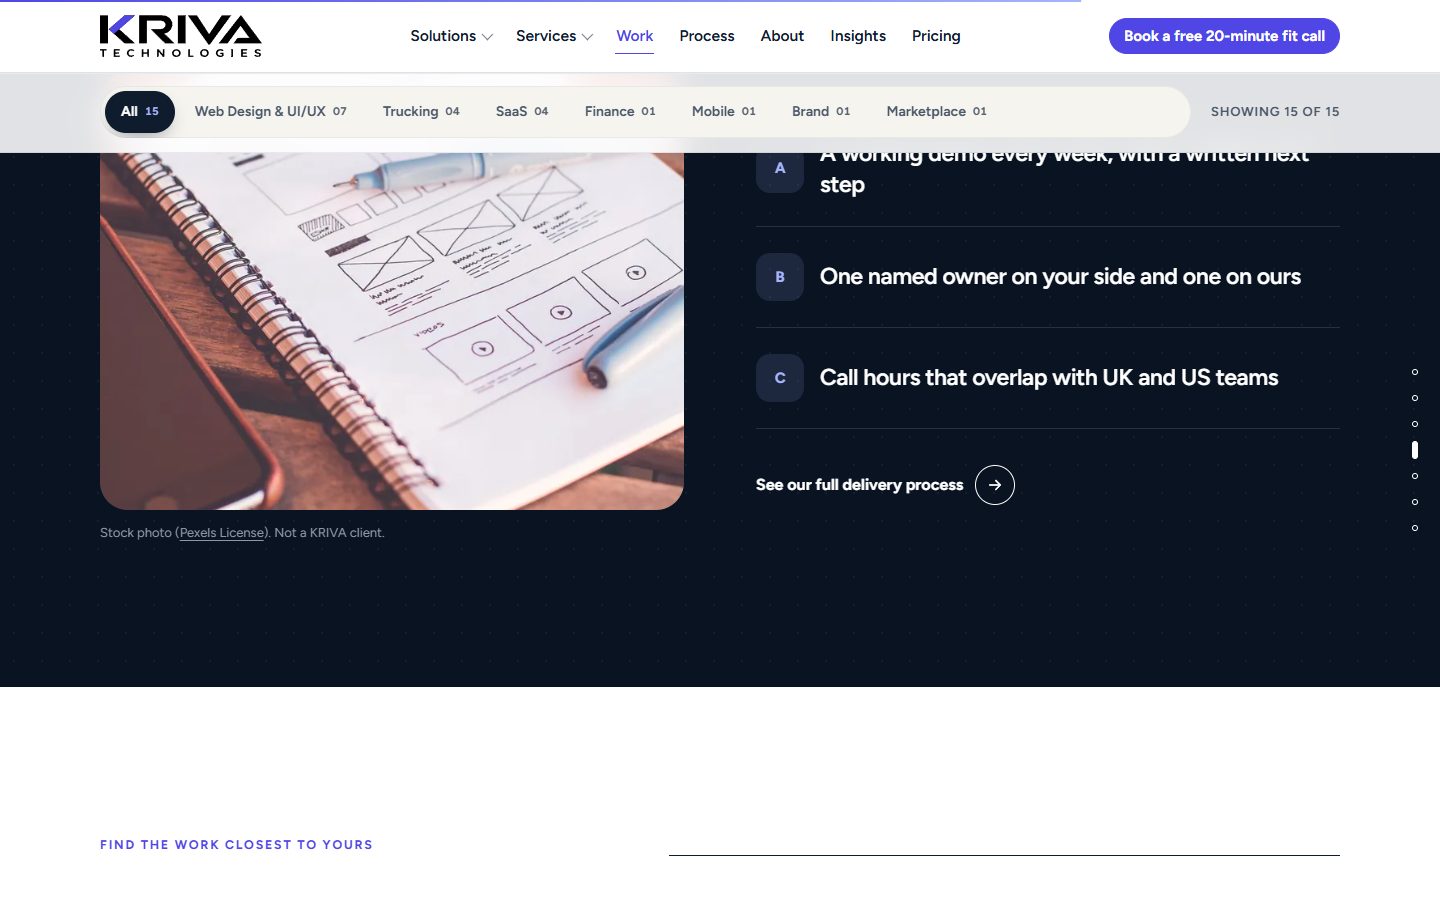 KRIVA
TECHNOLOGIES
Solutions
Services
Work
Process
About
Insights
Pricing
Book a free 20-minute fit call
All 15
Web Design & UI/UX 07
Trucking 04
SaaS 04
Finance 01
Mobile 01
Brand 01
Marketplace 01
SHOWING 15 OF 15
A
A working demo every week, with a written next
step
B
One named owner on your side and one on ours
C
Call hours that overlap with UK and US teams
See our full delivery process
Stock photo (Pexels License). Not a KRIVA client.
FIND THE WORK CLOSEST TO YOURS